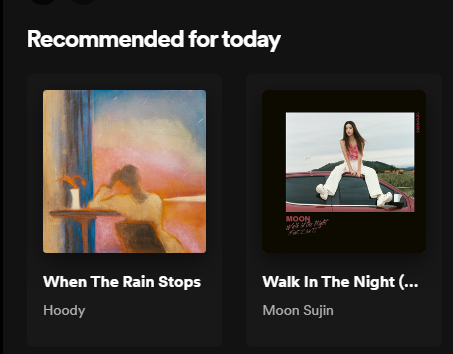 Recommended for today
MOON
When The Rain Stops
Walk In The Night (...
Hoody
Moon Sujin